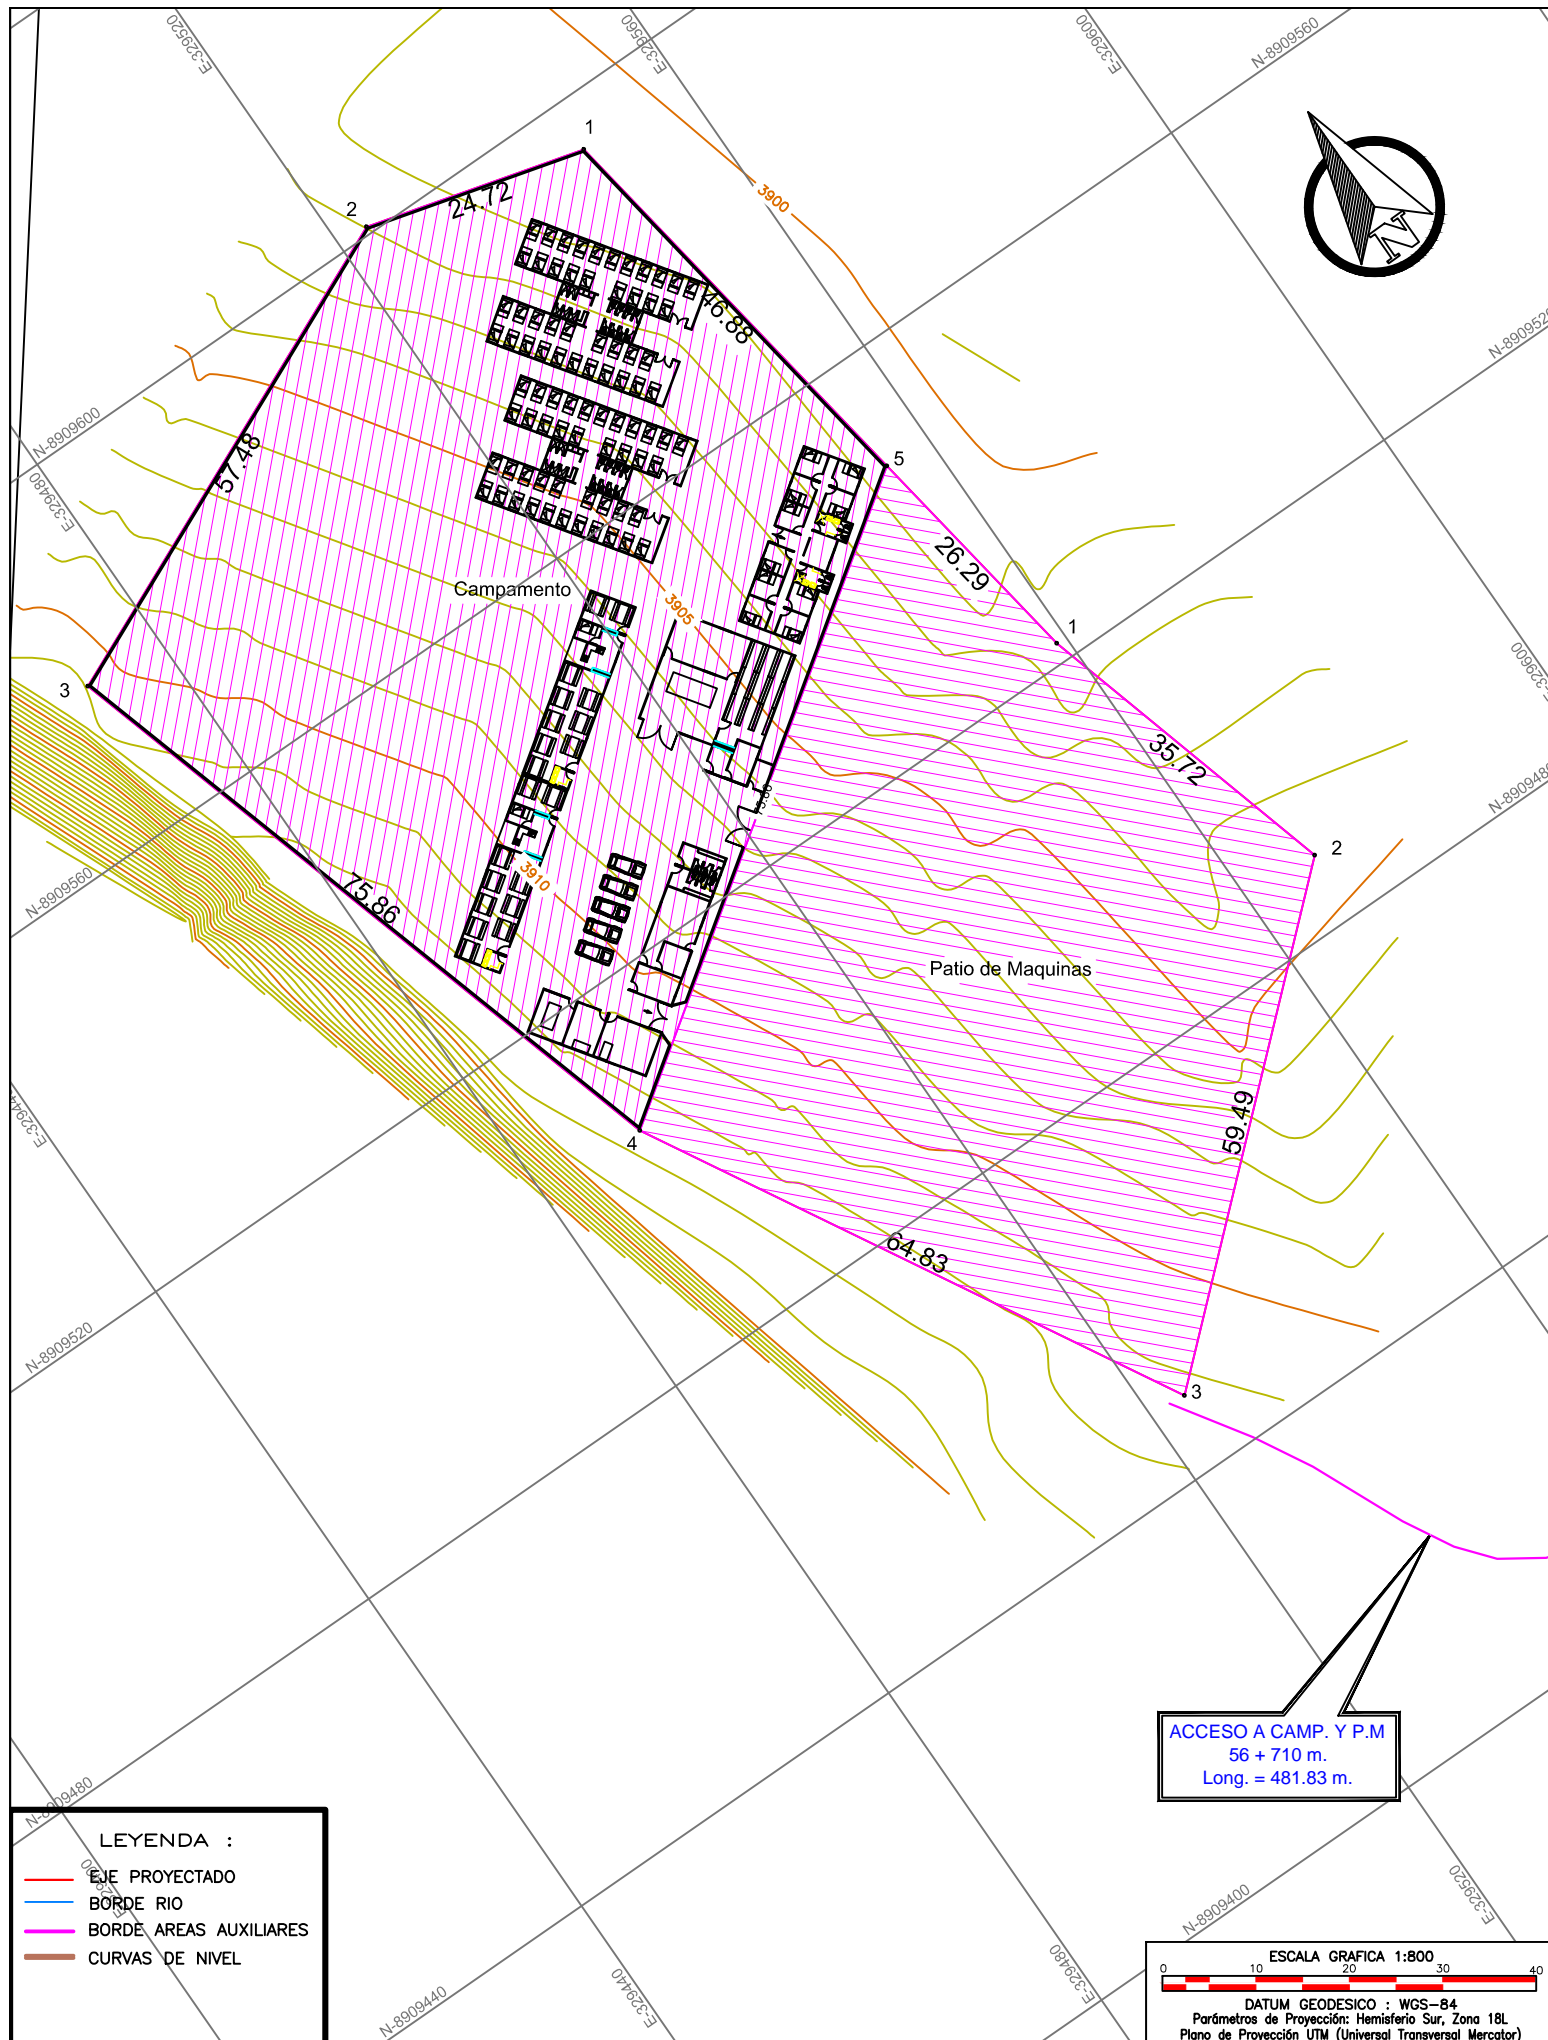 E-329520
E-329560
E-329600
N-8909560
1
2
24.72
3900
N
46.88
N-8909520
N-8909600
E-329480
57.48
5
26.29
Campamento
3905
1
3
35.72
2
N-8909480
3910
N-8909560
75.86
Patio de Maquinas
4
59.49
64.83
3
N-8909520
ACCESO A CAMP. Y P.M
56 + 710 m.
Long. = 481.83 m.
N-8909480
LEYENDA :
EJE PROYECTADO
BORDE RIO
BORDE AREAS AUXILIARES
CURVAS DE NIVEL
N-8909440
E-329440
E-329480
N-8909400
E-329520
ESCALA GRAFICA 1:800
0 10 20 30 40
DATUM GEODESICO : WGS-84
Parámetros de Proyección: Hemisferio Sur, Zona 18L
Plano de Proyección UTM (Universal Transversal Mercator)